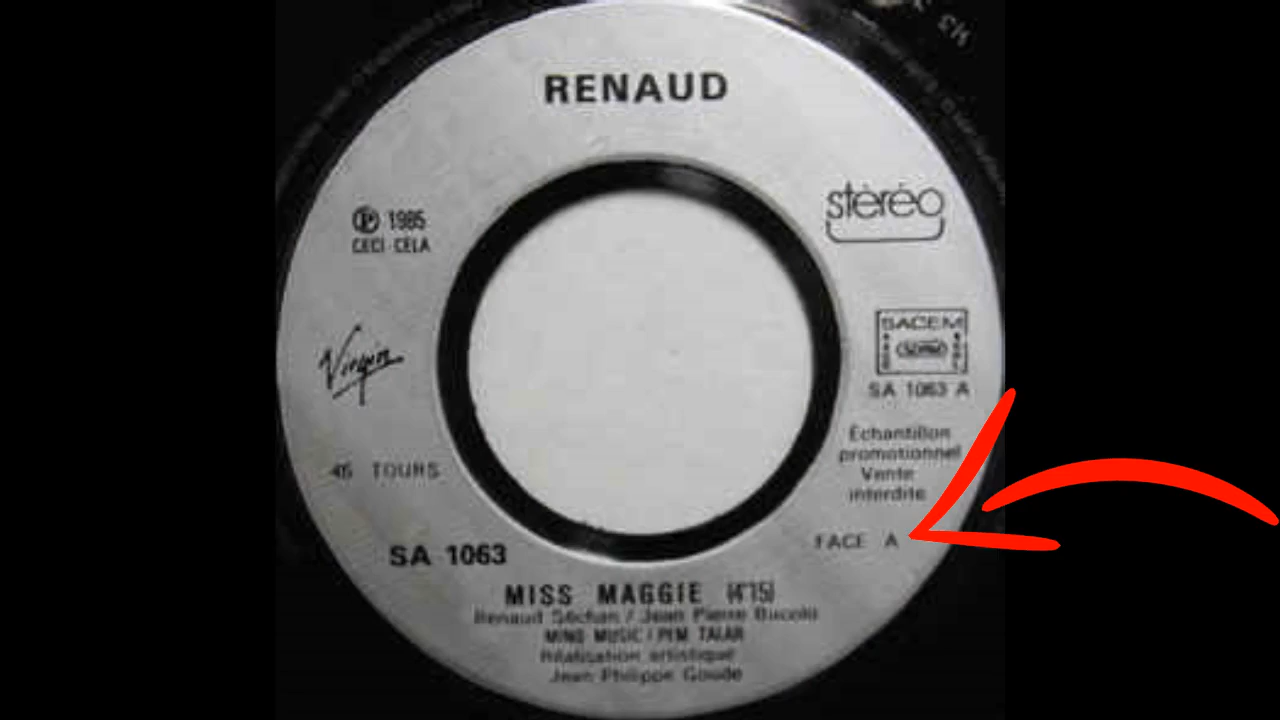 RENAUD
stéréo
℗ 1985
CECI CELA
SACEM
SA 1063 A
Virgin
Échantillon
promotionnel
Vente
interdite
45 TOURS
FACE A
SA 1063
MISS MAGGIE (4'15)
Renaud Séchan / Jean Pierre Bucolo
MINO MUSIC / PEM TALAR
Réalisation artistique
Jean Philippe Goude